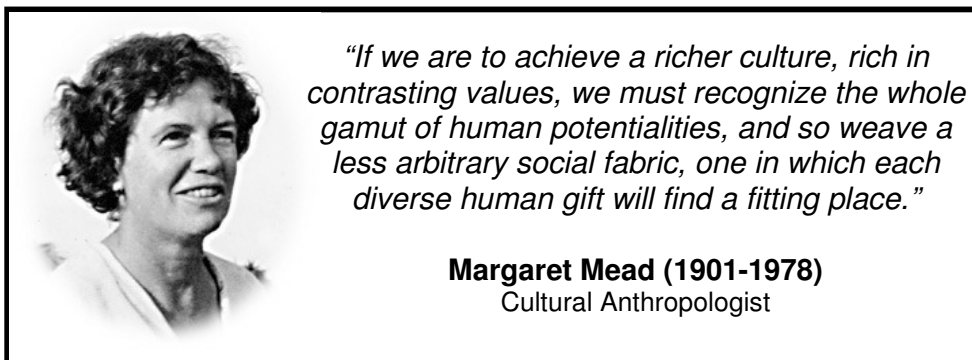 “If we are to achieve a richer culture, rich in
contrasting values, we must recognize the whole
gamut of human potentialities, and so weave a
less arbitrary social fabric, one in which each
diverse human gift will find a fitting place.”
Margaret Mead (1901-1978)
Cultural Anthropologist